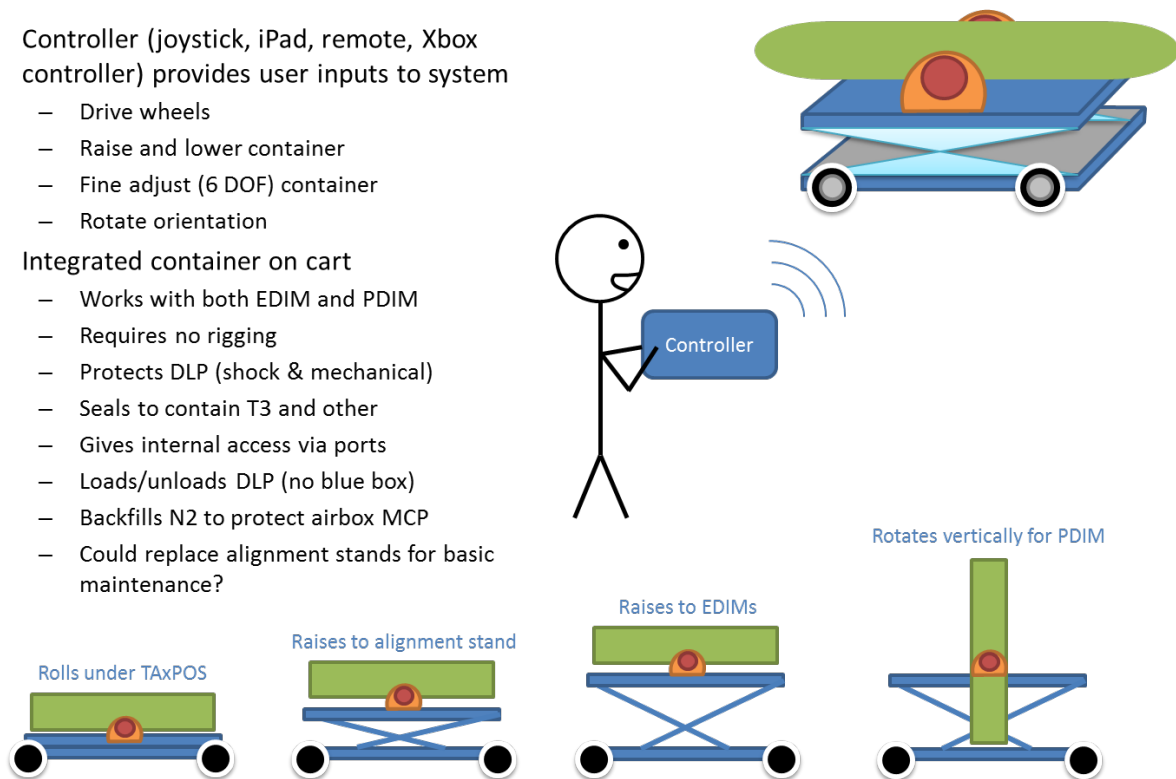 Controller (joystick, iPad, remote, Xbox
controller) provides user inputs to system
– Drive wheels
– Raise and lower container
– Fine adjust (6 DOF) container
– Rotate orientation
Integrated container on cart
– Works with both EDIM and PDIM
– Requires no rigging
– Protects DLP (shock & mechanical)
– Seals to contain T3 and other
– Gives internal access via ports
– Loads/unloads DLP (no blue box)
– Backfills N2 to protect airbox MCP
– Could replace alignment stands for basic
maintenance?
Controller
Rolls under TAxPOS
Raises to alignment stand
Raises to EDIMs
Rotates vertically for PDIM